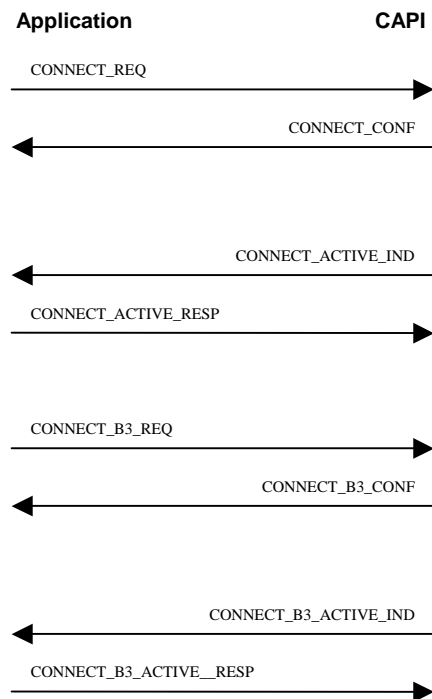 Application CAPI
CONNECT_REQ
CONNECT_CONF
CONNECT_ACTIVE_IND
CONNECT_ACTIVE_RESP
CONNECT_B3_REQ
CONNECT_B3_CONF
CONNECT_B3_ACTIVE_IND
CONNECT_B3_ACTIVE__RESP